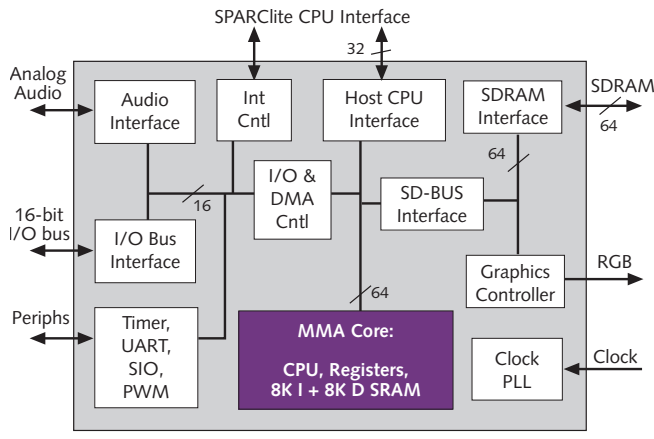 SPARClite CPU Interface
32
Analog
Audio
Audio
Interface
Int
Cntl
Host CPU
Interface
SDRAM
Interface
SDRAM
64
64
I/O &
DMA
Cntl
16
SD-BUS
Interface
16-bit
I/O bus
I/O Bus
Interface
Graphics
Controller
RGB
64
Periphs
Timer,
UART,
SIO,
PWM
MMA Core:
CPU, Registers,
8K I + 8K D SRAM
Clock
PLL
Clock